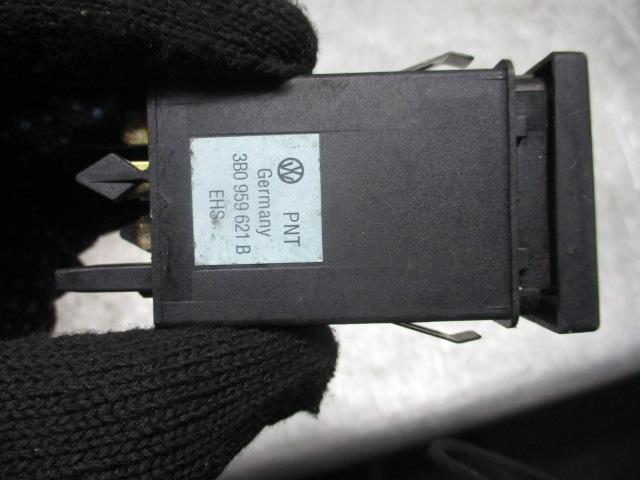 PNT
Germany
3B0 959 621 B
EHS